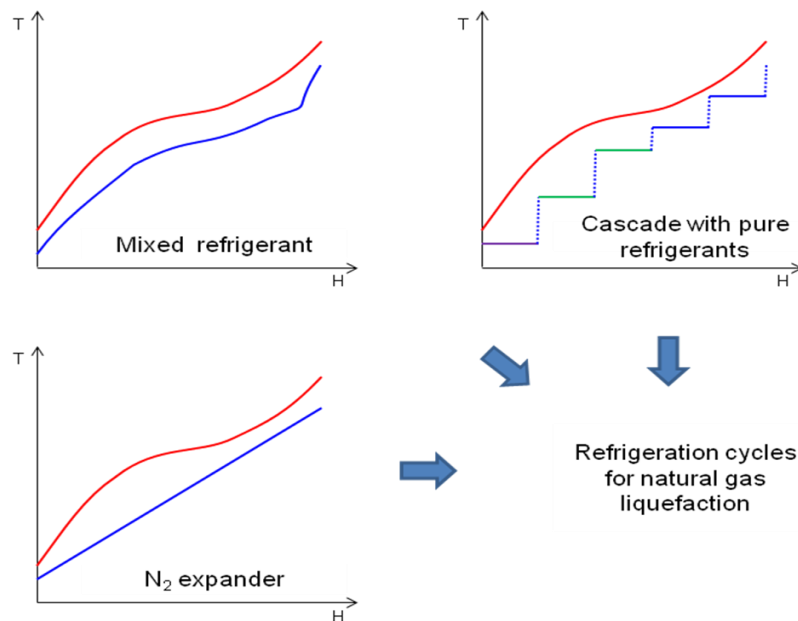 T
Mixed refrigerant
H
T
Cascade with pure
refrigerants
H
T
N₂ expander
H
Refrigeration cycles
for natural gas
liquefaction